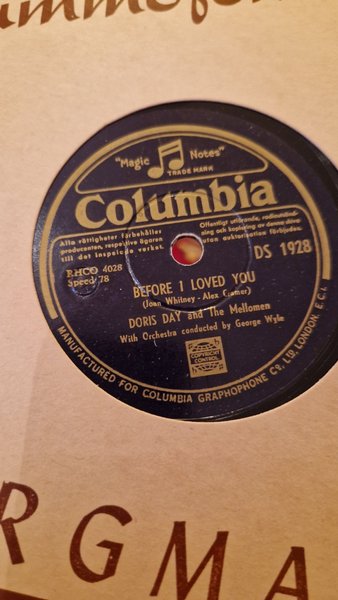 "Magic Notes"
TRADE MARK
Columbia
Alla rättigheter förbehålles
producenten, respektive ägaren
till det inspelade verket.
Offentligt utförande, radioutsänd-
ning och kopiering av denna skiva
utan auktorisation förbjudes.
RHCO 4028
Speed 78
DS 1928
BEFORE I LOVED YOU
(Joan Whitney - Alex Cramer)
DORIS DAY and The Mellomen
With Orchestra conducted by George Wyle
COPYRIGHT
CONTROL
MANUFACTURED FOR COLUMBIA GRAPHOPHONE CO. LTD. LONDON. E.C.1.
RGMA